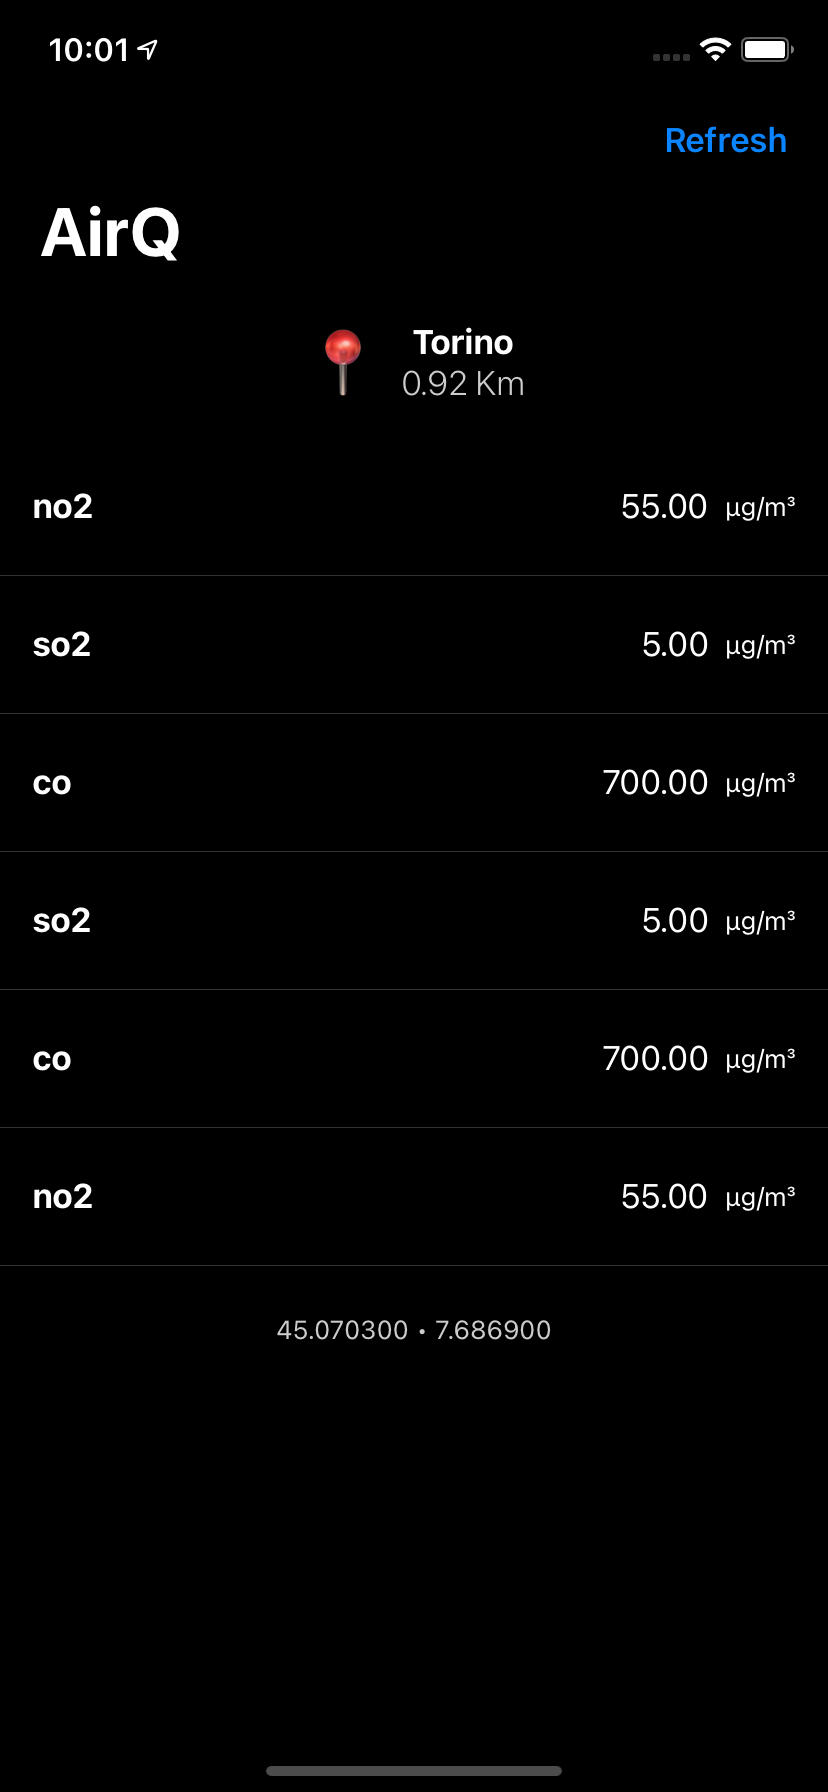 10:01
Refresh
AirQ
Torino
0.92 Km
no2 55.00 µg/m³
so2 5.00 µg/m³
co 700.00 µg/m³
so2 5.00 µg/m³
co 700.00 µg/m³
no2 55.00 µg/m³
45.070300 • 7.686900